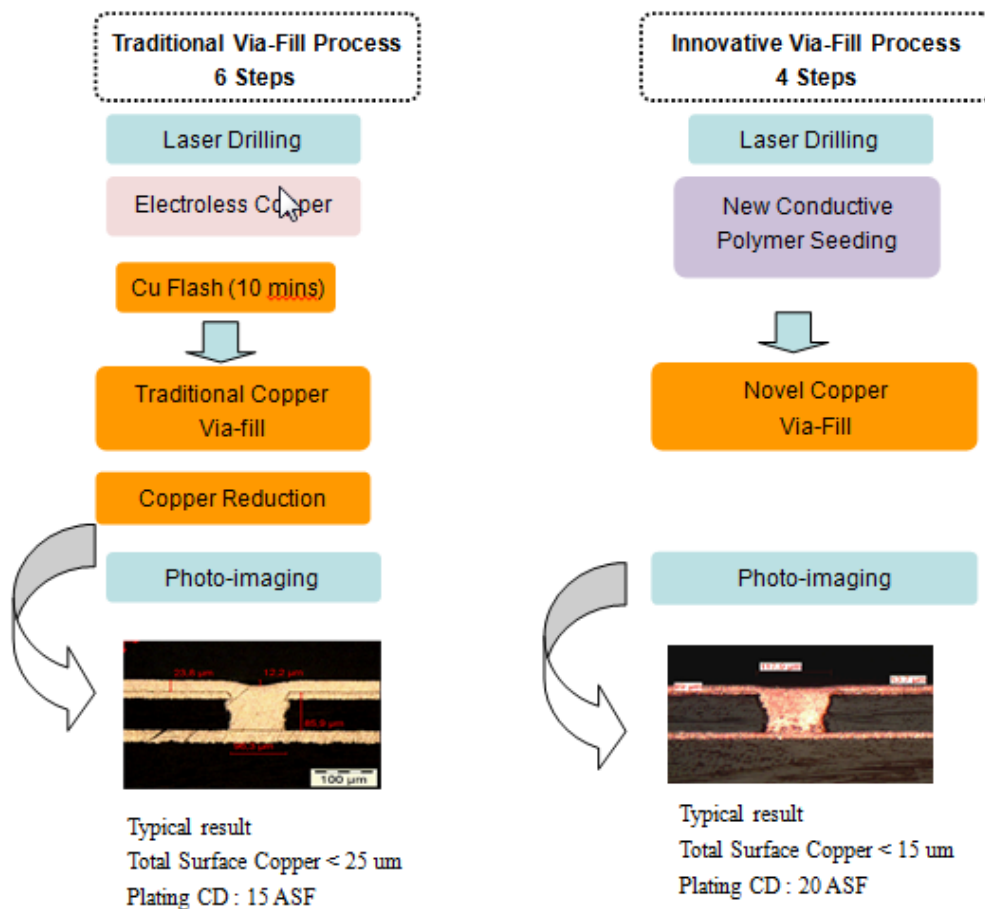 Traditional Via-Fill Process
6 Steps
Laser Drilling
Electroless Copper
Cu Flash (10 mins)
Traditional Copper
Via-fill
Copper Reduction
Photo-imaging
23.6 µm
12.2 µm
100 µm
Typical result
Total Surface Copper < 25 um
Plating CD : 15 ASF
Innovative Via-Fill Process
4 Steps
Laser Drilling
New Conductive
Polymer Seeding
Novel Copper
Via-Fill
Photo-imaging
Typical result
Total Surface Copper < 15 um
Plating CD : 20 ASF